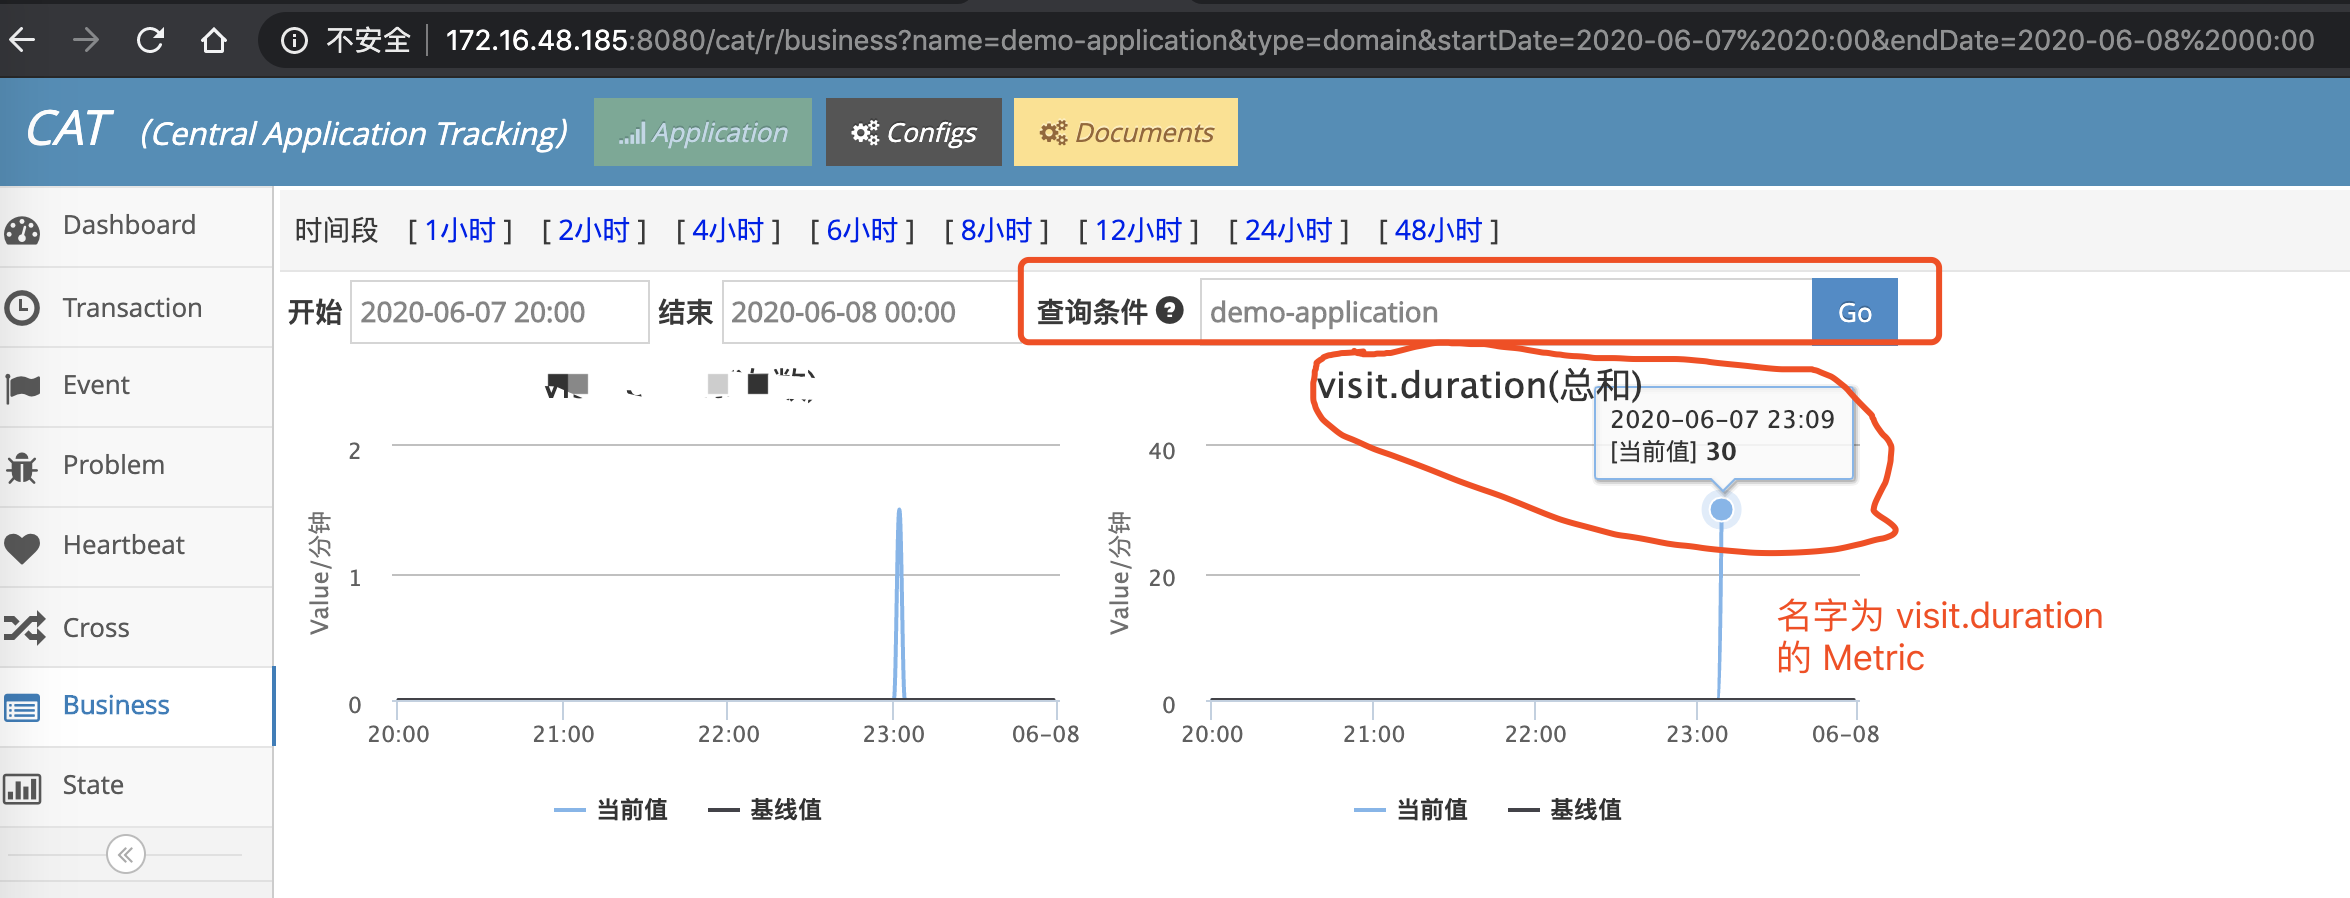 不安全 172.16.48.185:8080/cat/r/business?name=demo-application&type=domain&startDate=2020-06-07%2020:00&endDate=2020-06-08%2000:00
CAT (Central Application Tracking) Application Configs Documents
Dashboard
Transaction
Event
Problem
Heartbeat
Cross
Business
State
时间段 [ 1小时 ] [ 2小时 ] [ 4小时 ] [ 6小时 ] [ 8小时 ] [ 12小时 ] [ 24小时 ] [ 48小时 ]
开始 2020-06-07 20:00 结束 2020-06-08 00:00 查询条件 ? demo-application Go
2
1
0
Value/分钟
20:00 21:00 22:00 23:00 06-08
当前值 基线值
visit.duration(总和)
2020-06-07 23:09
[当前值] 30
40
20
0
Value/分钟
20:00 21:00 22:00 23:00 06-08
当前值 基线值
名字为 visit.duration
的 Metric